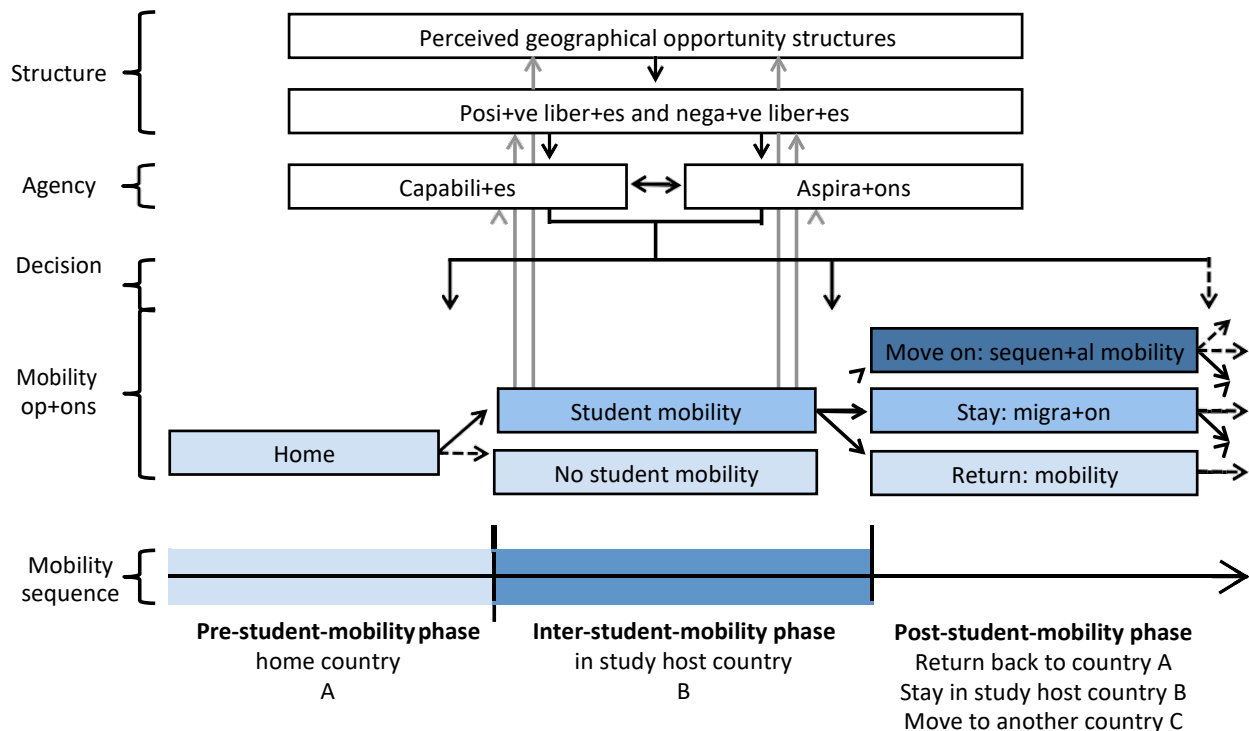 Perceived geographical opportunity structures
Structure
Posi+ve liber+es and nega+ve liber+es
Agency
Capabili+es
Aspira+ons
Decision
Move on: sequen+al mobility
Mobility
op+ons
Student mobility
Stay: migra+on
Home
No student mobility
Return: mobility
Mobility
sequence
Pre-student-mobility phase
home country
A
Inter-student-mobility phase
in study host country
B
Post-student-mobility phase
Return back to country A
Stay in study host country B
Move to another country C